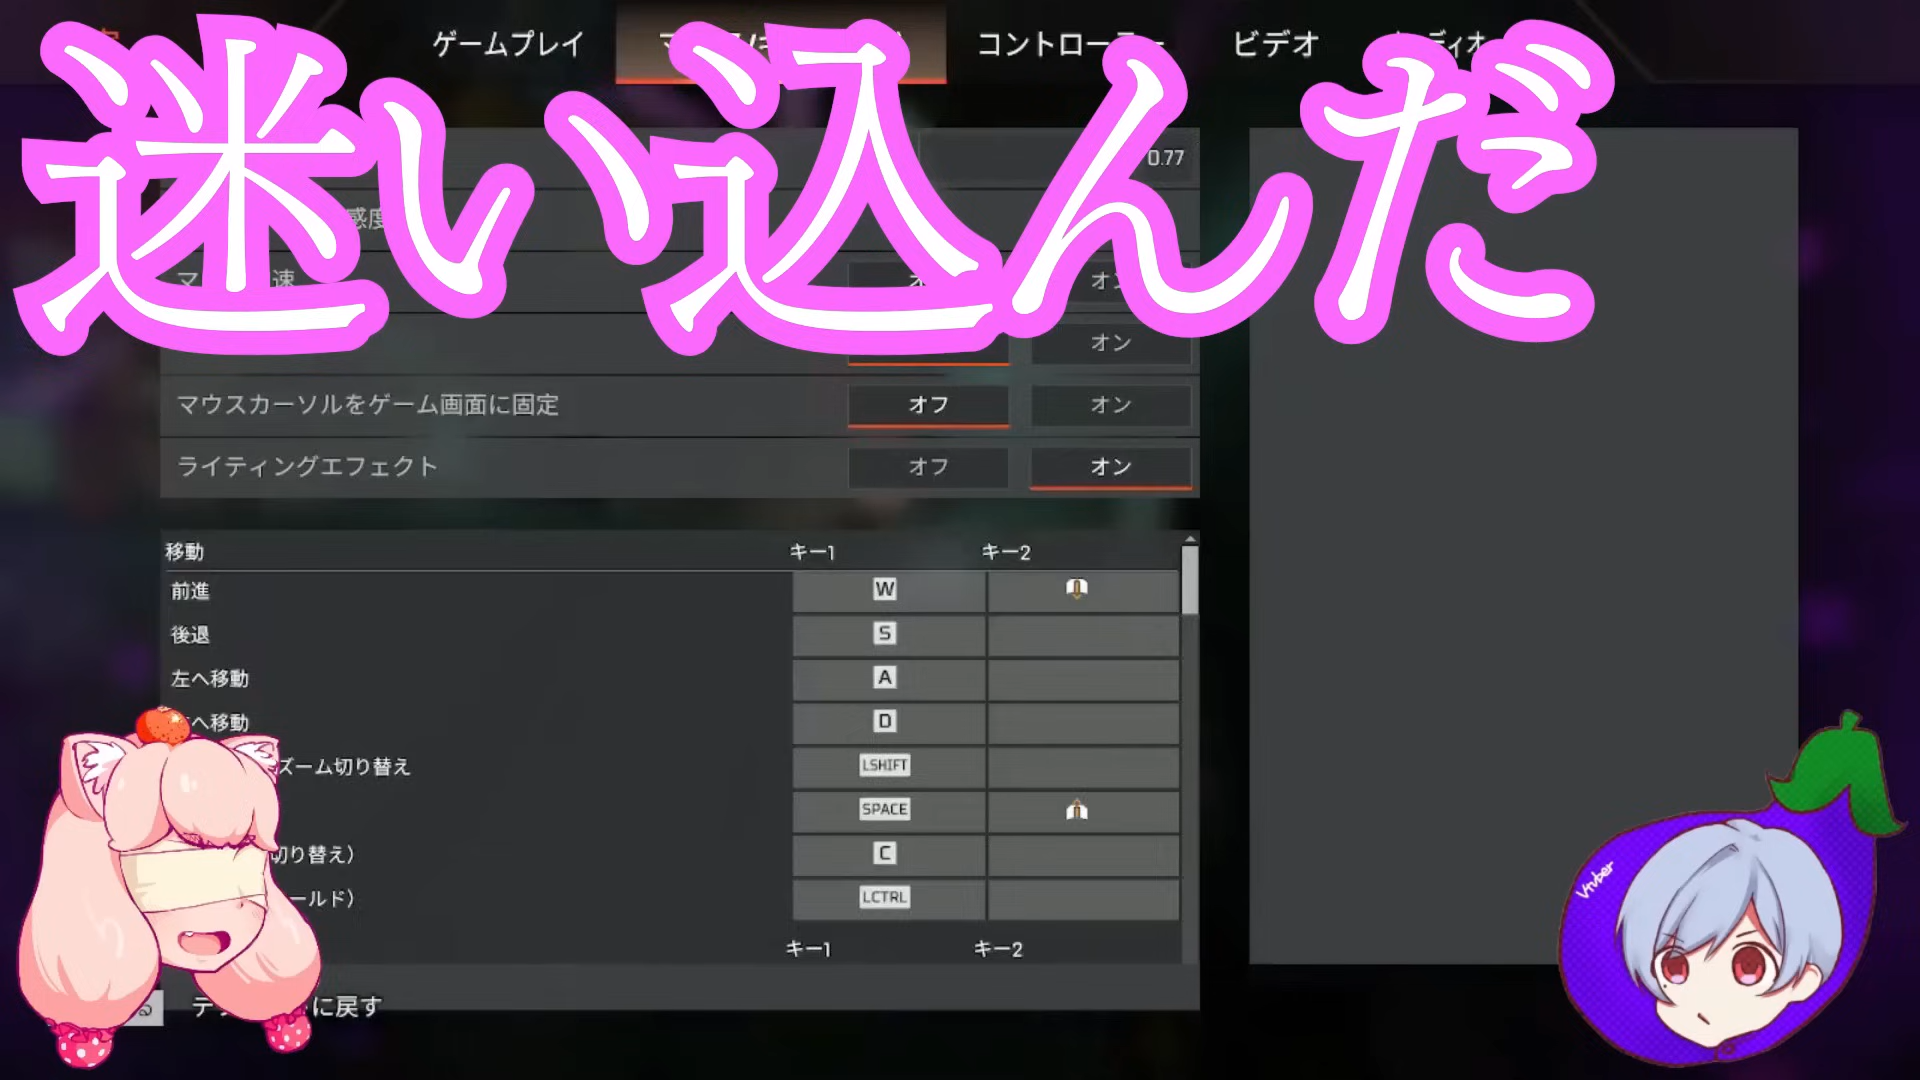 迷い込んだ
ゲームプレイ コントローラー ビデオ
0.77
感度
オン
オン
マウスカーソルをゲーム画面に固定 オフ オン
ライティングエフェクト オフ オン
移動 キー1 キー2
前進 W
後退 S
左へ移動 A
へ移動 D
ズーム切り替え LSHIFT
SPACE
切り替え） C
ールド） LCTRL
キー1 キー2
に戻す
Vtuber